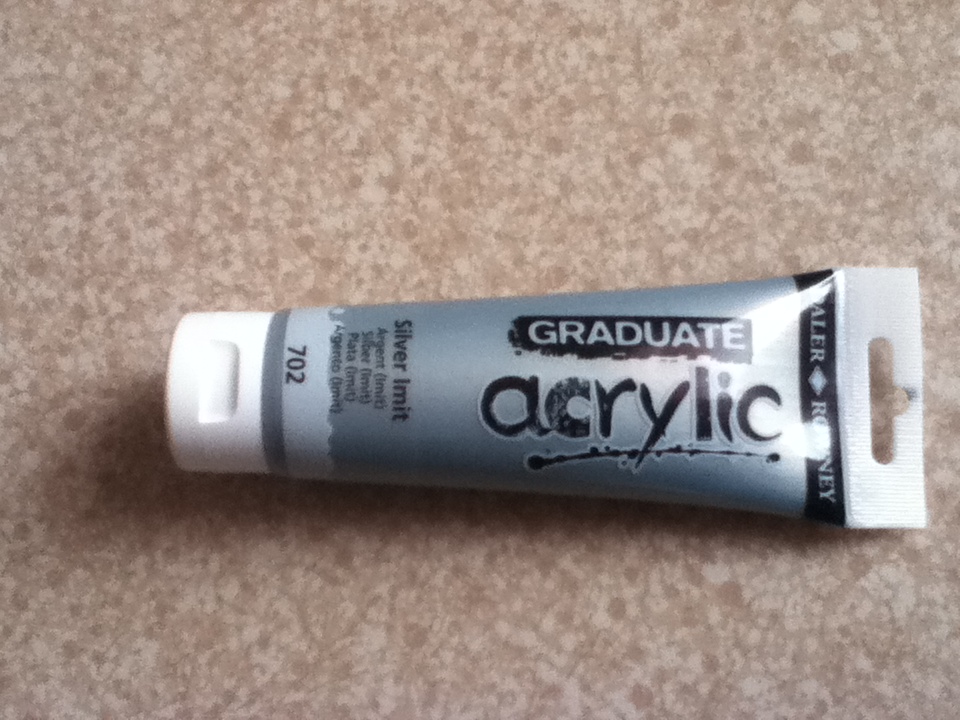 GRADUATE
acrylic
DALER ROWNEY
Silver Imit
Argent (Imit)
Silber (Imit)
Plata (Imit)
Argento (Imit)
702